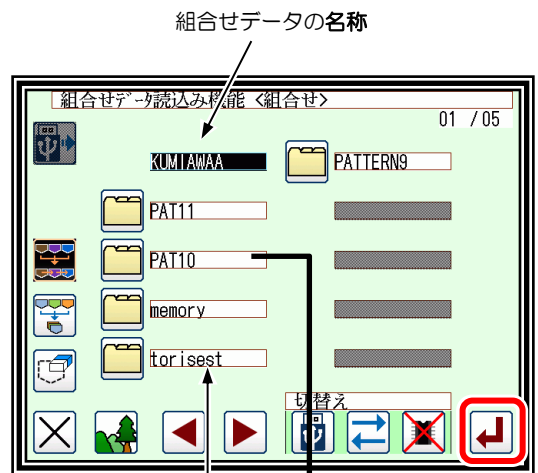 組合せデータの名称
組合せデータ読込み機能 <組合せ>
01 / 05
KUMIAWAA
PATTERN9
PAT11
PAT10
memory
torisest
切替え